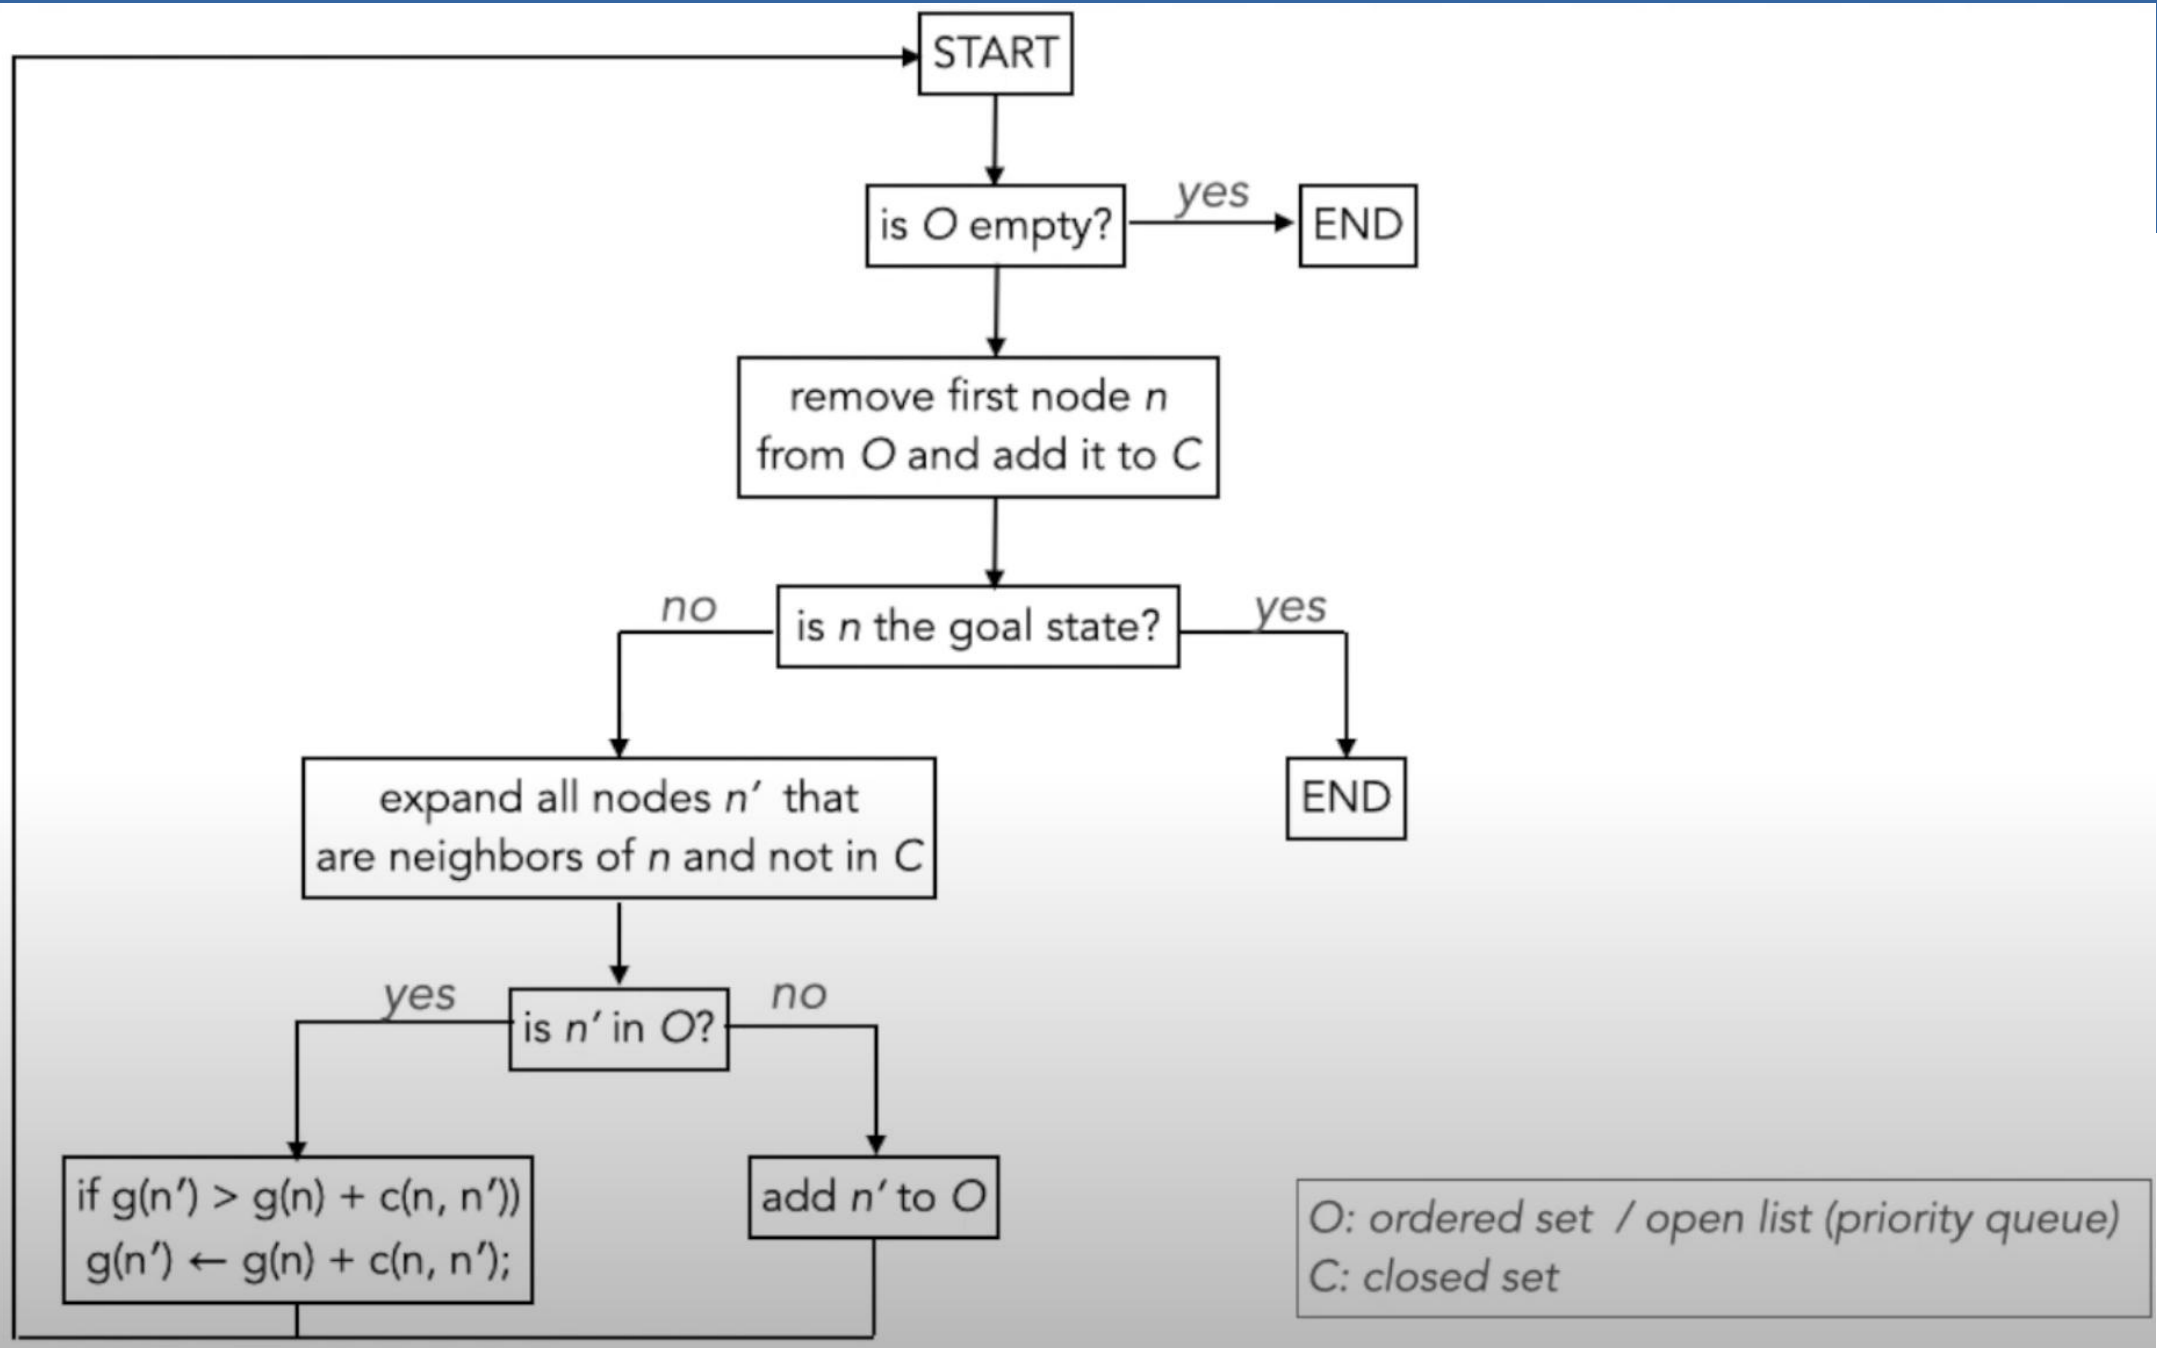 START
is O empty?
yes
END
remove first node n
from O and add it to C
no
is n the goal state?
yes
expand all nodes n′ that
are neighbors of n and not in C
END
yes
is n′ in O?
no
if g(n′) > g(n) + c(n, n′))
g(n′) ← g(n) + c(n, n′);
add n′ to O
O: ordered set / open list (priority queue)
C: closed set